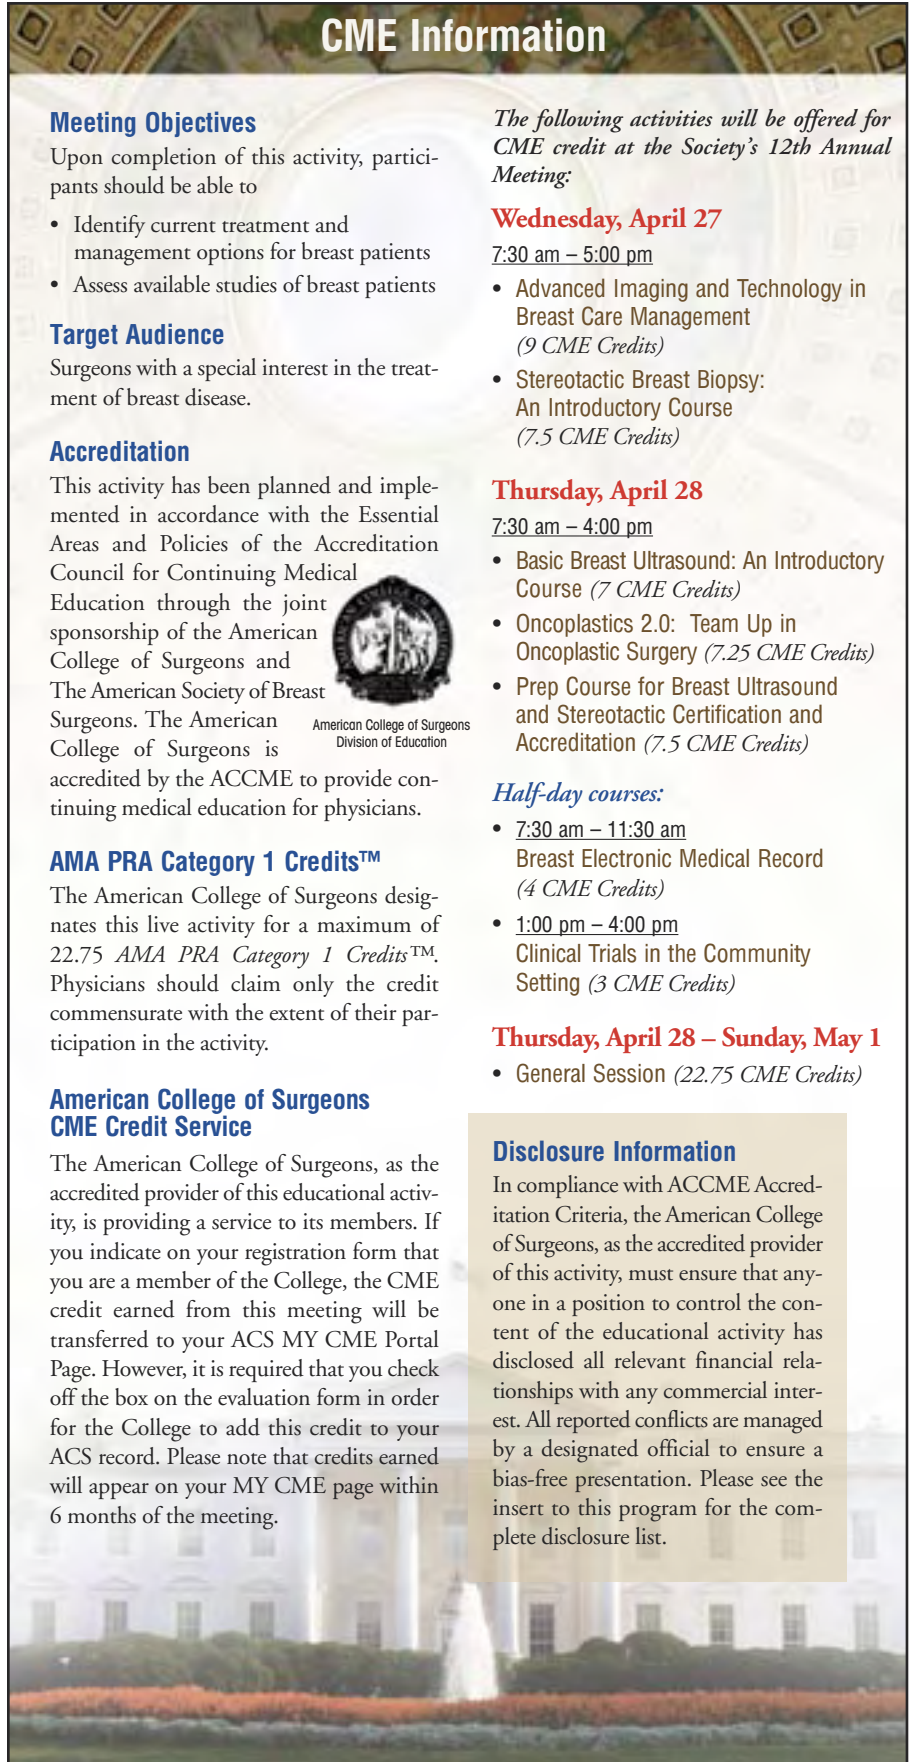 CME Information
Meeting Objectives
Upon completion of this activity, partici-
pants should be able to
• Identify current treatment and
management options for breast patients
• Assess available studies of breast patients
Target Audience
Surgeons with a special interest in the treat-
ment of breast disease.
Accreditation
This activity has been planned and imple-
mented in accordance with the Essential
Areas and Policies of the Accreditation
Council for Continuing Medical
Education through the joint
sponsorship of the American
College of Surgeons and
The American Society of Breast
Surgeons. The American
College of Surgeons is
accredited by the ACCME to provide con-
tinuing medical education for physicians.
American College of Surgeons
Division of Education
AMA PRA Category 1 Credits™
The American College of Surgeons desig-
nates this live activity for a maximum of
22.75 AMA PRA Category 1 Credits™.
Physicians should claim only the credit
commensurate with the extent of their par-
ticipation in the activity.
American College of Surgeons
CME Credit Service
The American College of Surgeons, as the
accredited provider of this educational activ-
ity, is providing a service to its members. If
you indicate on your registration form that
you are a member of the College, the CME
credit earned from this meeting will be
transferred to your ACS MY CME Portal
Page. However, it is required that you check
off the box on the evaluation form in order
for the College to add this credit to your
ACS record. Please note that credits earned
will appear on your MY CME page within
6 months of the meeting.
The following activities will be offered for
CME credit at the Society's 12th Annual
Meeting:
Wednesday, April 27
7:30 am – 5:00 pm
• Advanced Imaging and Technology in
Breast Care Management
(9 CME Credits)
• Stereotactic Breast Biopsy:
An Introductory Course
(7.5 CME Credits)
Thursday, April 28
7:30 am – 4:00 pm
• Basic Breast Ultrasound: An Introductory
Course (7 CME Credits)
• Oncoplastics 2.0: Team Up in
Oncoplastic Surgery (7.25 CME Credits)
• Prep Course for Breast Ultrasound
and Stereotactic Certification and
Accreditation (7.5 CME Credits)
Half-day courses:
• 7:30 am – 11:30 am
Breast Electronic Medical Record
(4 CME Credits)
• 1:00 pm – 4:00 pm
Clinical Trials in the Community
Setting (3 CME Credits)
Thursday, April 28 – Sunday, May 1
• General Session (22.75 CME Credits)
Disclosure Information
In compliance with ACCME Accred-
itation Criteria, the American College
of Surgeons, as the accredited provider
of this activity, must ensure that any-
one in a position to control the con-
tent of the educational activity has
disclosed all relevant financial rela-
tionships with any commercial inter-
est. All reported conflicts are managed
by a designated official to ensure a
bias-free presentation. Please see the
insert to this program for the com-
plete disclosure list.